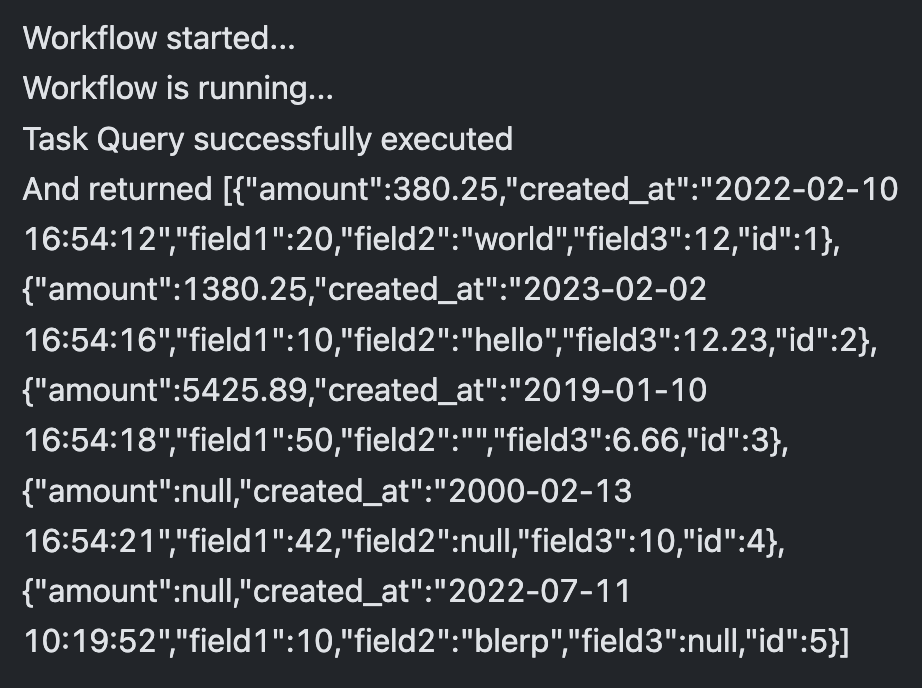 Workflow started...
Workflow is running...
Task Query successfully executed
And returned [{"amount":380.25,"created_at":"2022-02-10
16:54:12","field1":20,"field2":"world","field3":12,"id":1},
{"amount":1380.25,"created_at":"2023-02-02
16:54:16","field1":10,"field2":"hello","field3":12.23,"id":2},
{"amount":5425.89,"created_at":"2019-01-10
16:54:18","field1":50,"field2":"","field3":6.66,"id":3},
{"amount":null,"created_at":"2000-02-13
16:54:21","field1":42,"field2":null,"field3":10,"id":4},
{"amount":null,"created_at":"2022-07-11
10:19:52","field1":10,"field2":"blerp","field3":null,"id":5}]